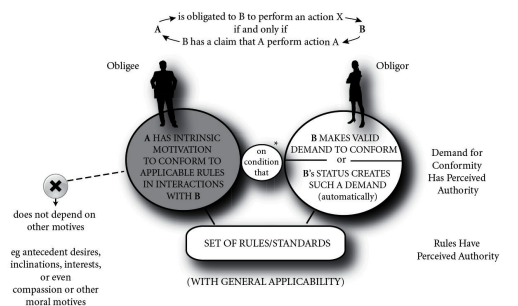 is obligated to B to perform an action X
A if and only if B
B has a claim that A perform action A
Obligee
Obligor
A HAS INTRINSIC
MOTIVATION
TO CONFORM TO
APPLICABLE RULES
IN INTERACTIONS
WITH B
*
on
condition
that
B MAKES VALID
DEMAND TO CONFORM
or
B's STATUS CREATES
SUCH A DEMAND
(automatically)
Demand for
Conformity
Has Perceived
Authority
does not depend on
other motives
eg antecedent desires,
inclinations, interests,
or even
compassion or other
moral motives
SET OF RULES/STANDARDS
(WITH GENERAL APPLICABILITY)
Rules Have
Perceived Authority